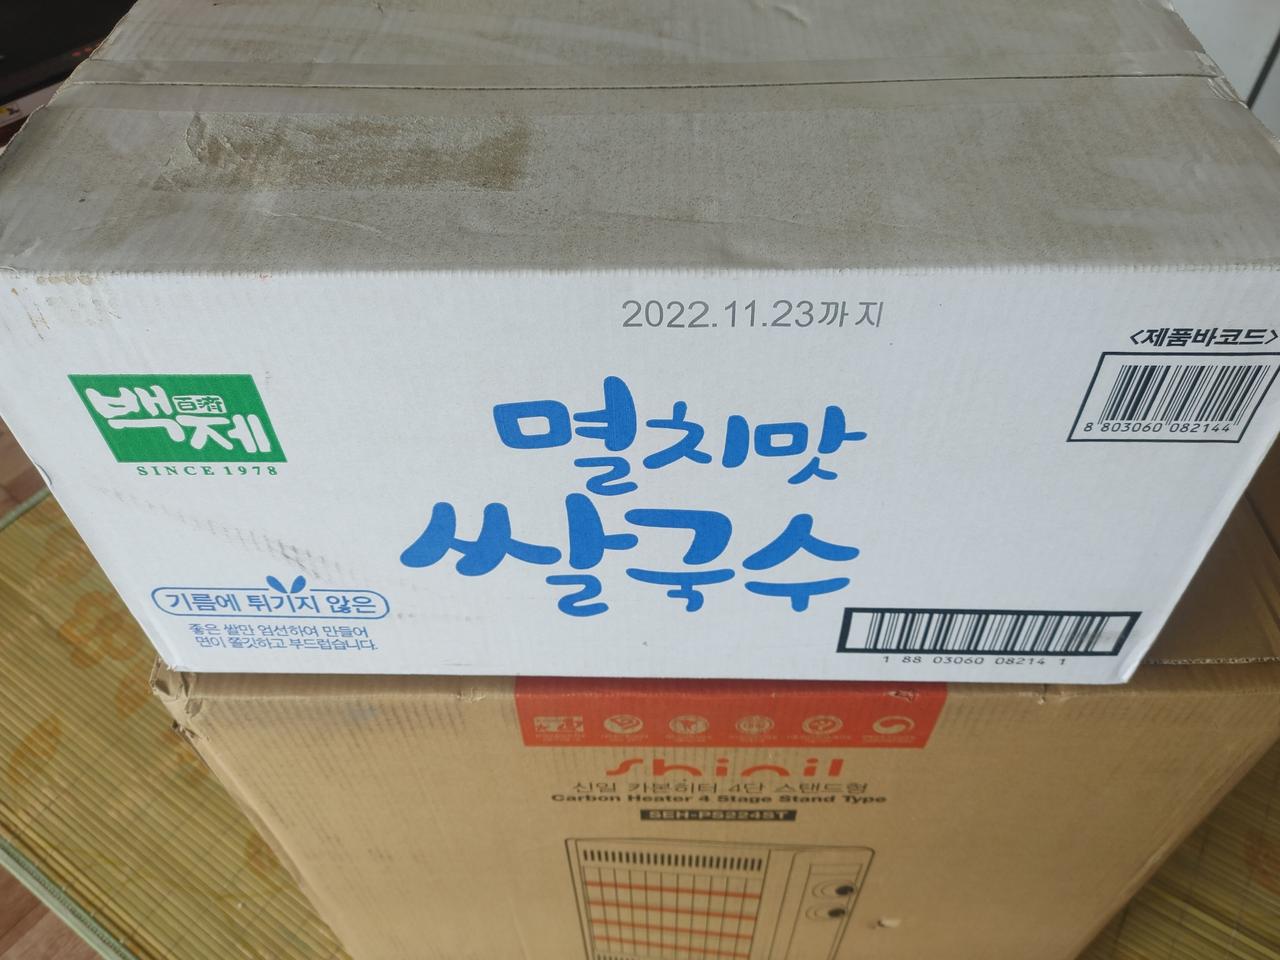 2022.11.23까지
<제품바코드>
8 803060 082144
백제
百濟
SINCE 1978
멸치맛
쌀국수
기름에 튀기지 않은
좋은 쌀만 엄선하여 만들어
면이 쫄깃하고 부드럽습니다.
1 88 03060 08214 1
shinil
신일 카본히터 4단 스탠드형
Carbon Heater 4 Stage Stand Type
SEH-PS224ST